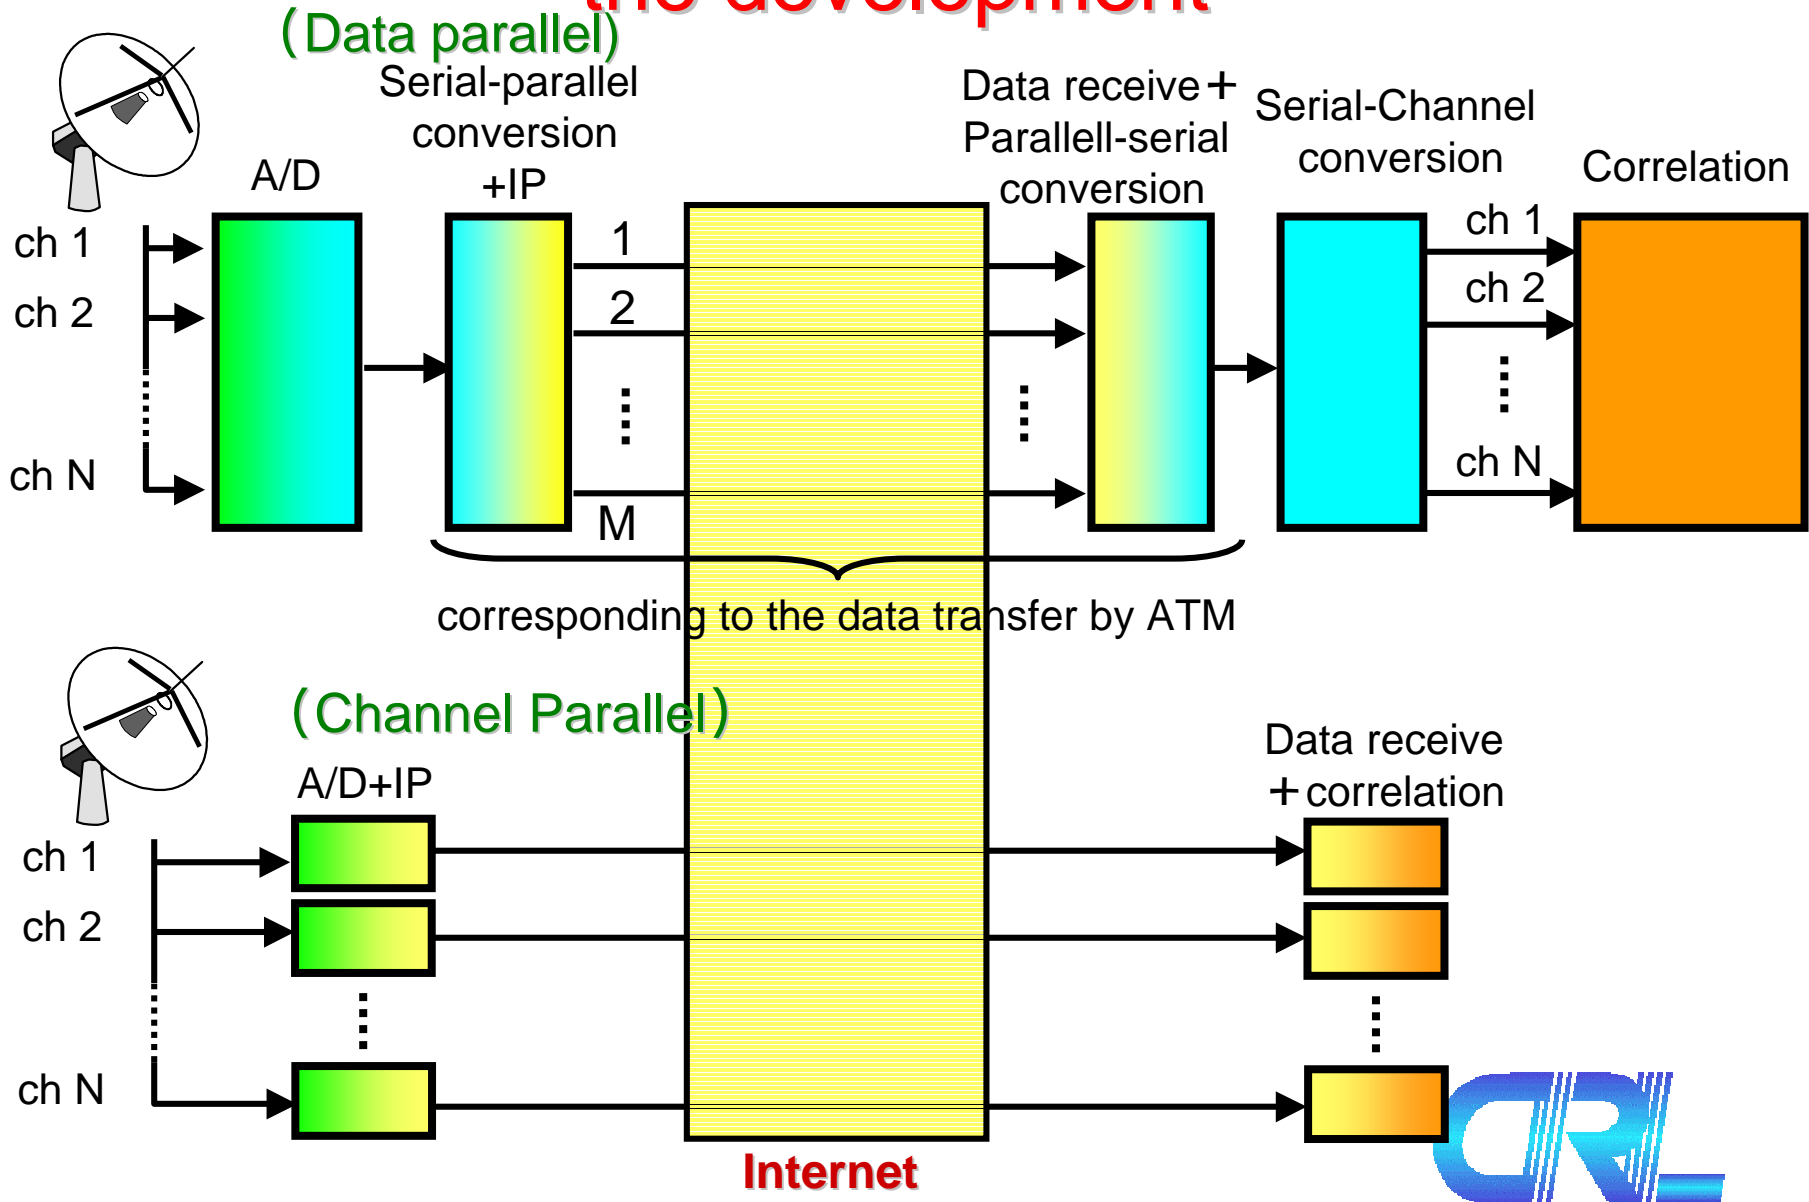 the development
(Data parallel)
Serial-parallel
conversion
+IP
A/D
Data receive+
Parallell-serial
conversion
Serial-Channel
conversion
Correlation
ch 1
ch 2
ch N
1
2
M
ch 1
ch 2
ch N
corresponding to the data transfer by ATM
(Channel Parallel)
A/D+IP
Data receive
+correlation
ch 1
ch 2
ch N
Internet
CRL